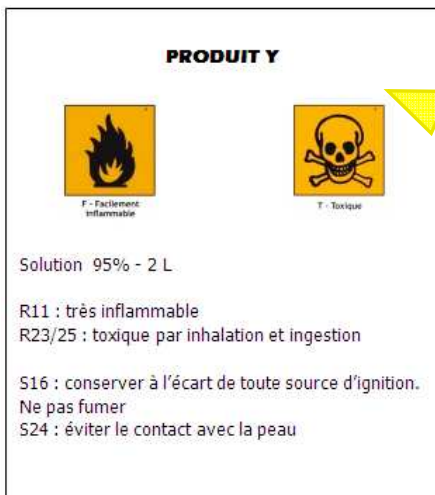 PRODUIT Y
F - Facilement
inflammable
T - Toxique
Solution 95% - 2 L
R11 : très inflammable
R23/25 : toxique par inhalation et ingestion
S16 : conserver à l'écart de toute source d'ignition.
Ne pas fumer
S24 : éviter le contact avec la peau